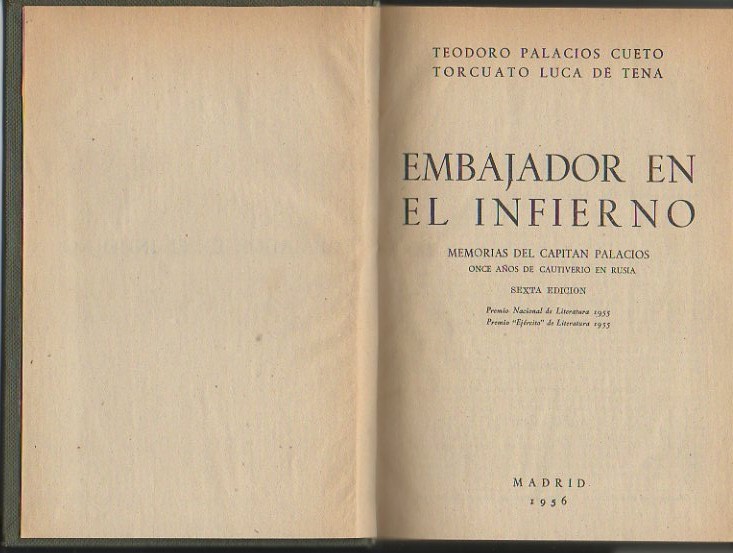 TEODORO PALACIOS CUETO
TORCUATO LUCA DE TENA
EMBAJADOR EN
EL INFIERNO
MEMORIAS DEL CAPITAN PALACIOS
ONCE AÑOS DE CAUTIVERIO EN RUSIA
SEXTA EDICION
Premio Nacional de Literatura 1955
Premio "Ejército" de Literatura 1955
MADRID
1956